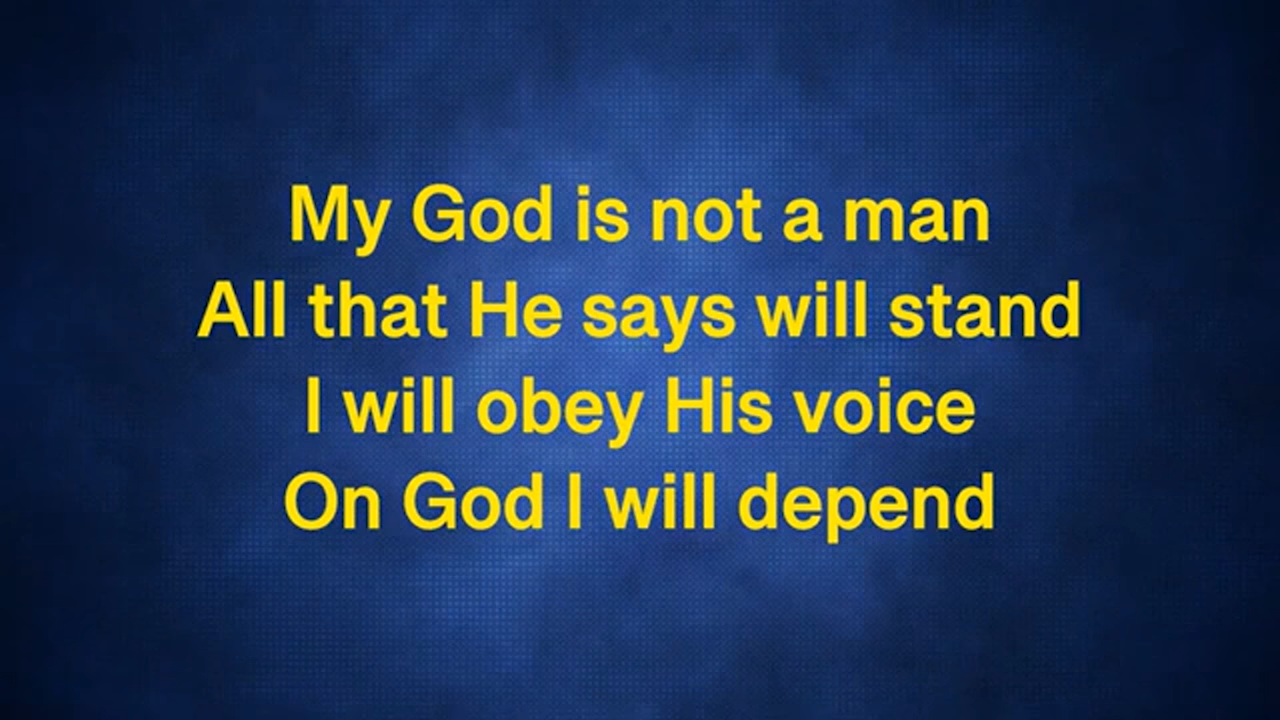 My God is not a man
All that He says will stand
I will obey His voice
On God I will depend